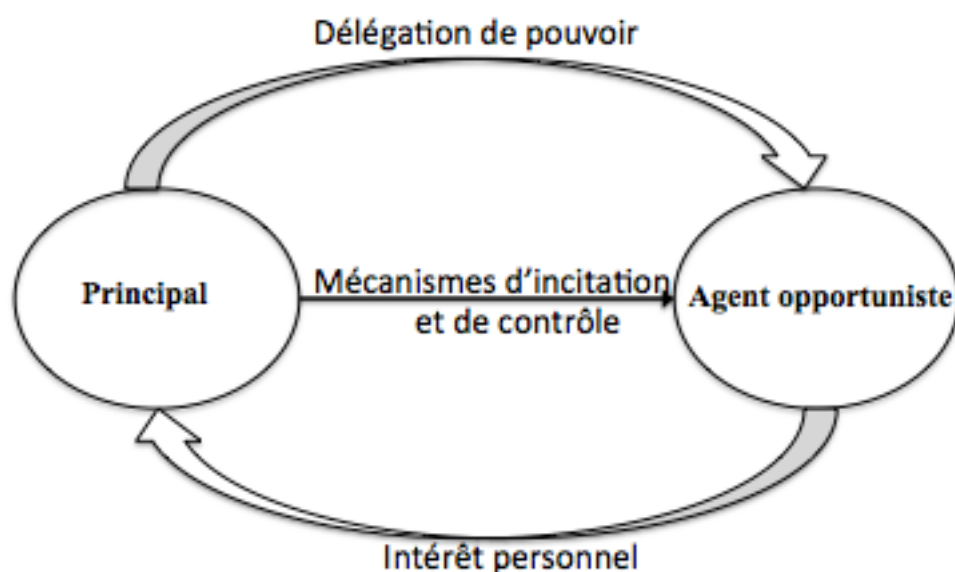 Délégation de pouvoir
Principal
Mécanismes d'incitation
et de contrôle
Agent opportuniste
Intérêt personnel